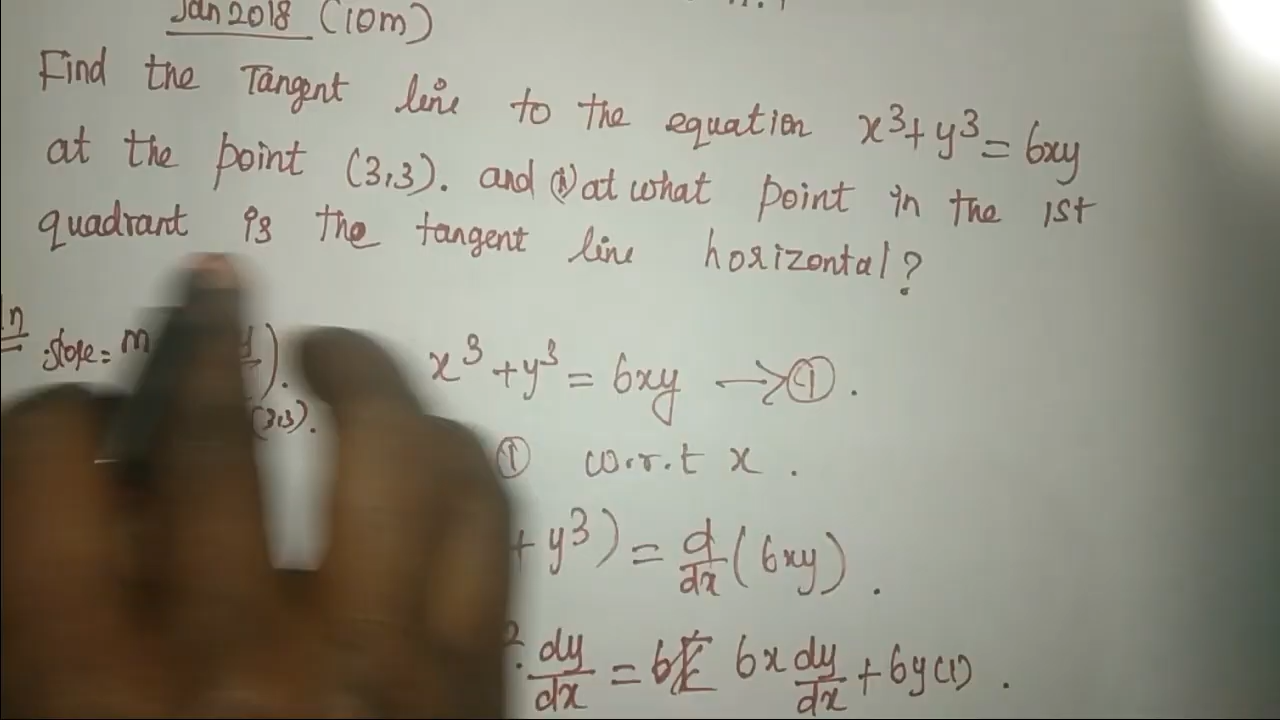 Jan 2018 (10m)
Find the Tangent line to the equation x³+y³=6xy
at the point (3,3). and (i) at what point in the 1st
quadrant is the tangent line horizontal?
slope = m ).
(3,3).
x³+y³ = 6xy → ①.
① w.r.t x.
+ y³) = d/dx (6xy).
². dy/dx = 6 6x dy/dx + 6y(1).